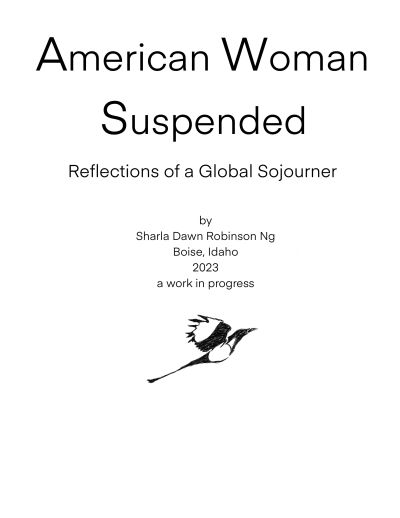 American Woman
Suspended
Reflections of a Global Sojourner
by
Sharla Dawn Robinson Ng
Boise, Idaho
2023
a work in progress